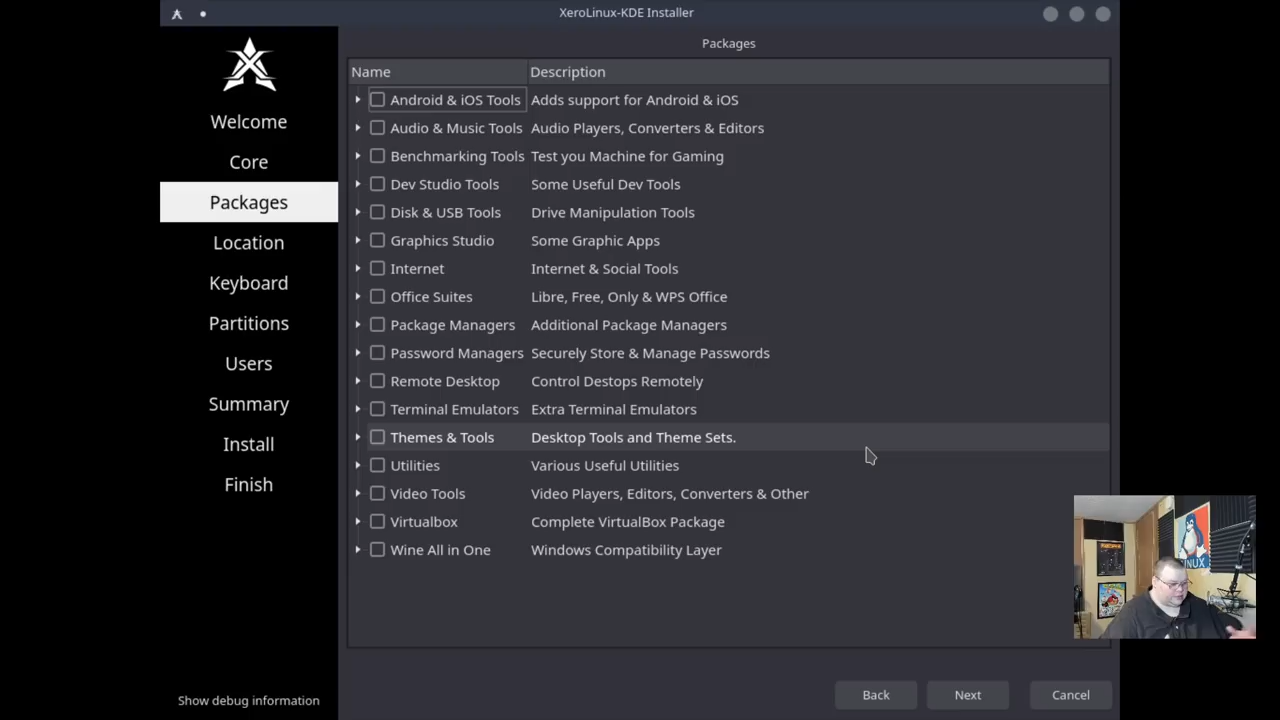 XeroLinux-KDE Installer
Packages
Name Description
Welcome
Core
Packages
Location
Keyboard
Partitions
Users
Summary
Install
Finish
Show debug information
Android & iOS Tools Adds support for Android & iOS
Audio & Music Tools Audio Players, Converters & Editors
Benchmarking Tools Test you Machine for Gaming
Dev Studio Tools Some Useful Dev Tools
Disk & USB Tools Drive Manipulation Tools
Graphics Studio Some Graphic Apps
Internet Internet & Social Tools
Office Suites Libre, Free, Only & WPS Office
Package Managers Additional Package Managers
Password Managers Securely Store & Manage Passwords
Remote Desktop Control Destops Remotely
Terminal Emulators Extra Terminal Emulators
Themes & Tools Desktop Tools and Theme Sets.
Utilities Various Useful Utilities
Video Tools Video Players, Editors, Converters & Other
Virtualbox Complete VirtualBox Package
Wine All in One Windows Compatibility Layer
Back Next Cancel